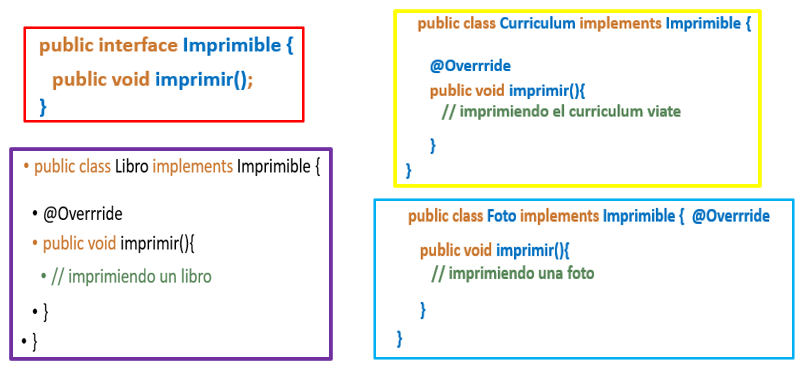 public interface Imprimible {
public void imprimir();
}
• public class Libro implements Imprimible {
• @Overrride
• public void imprimir(){
• // imprimiendo un libro
• }
• }
public class Curriculum implements Imprimible {
@Overrride
public void imprimir(){
// imprimiendo el curriculum viate
}
}
public class Foto implements Imprimible { @Overrride
public void imprimir(){
// imprimiendo una foto
}
}